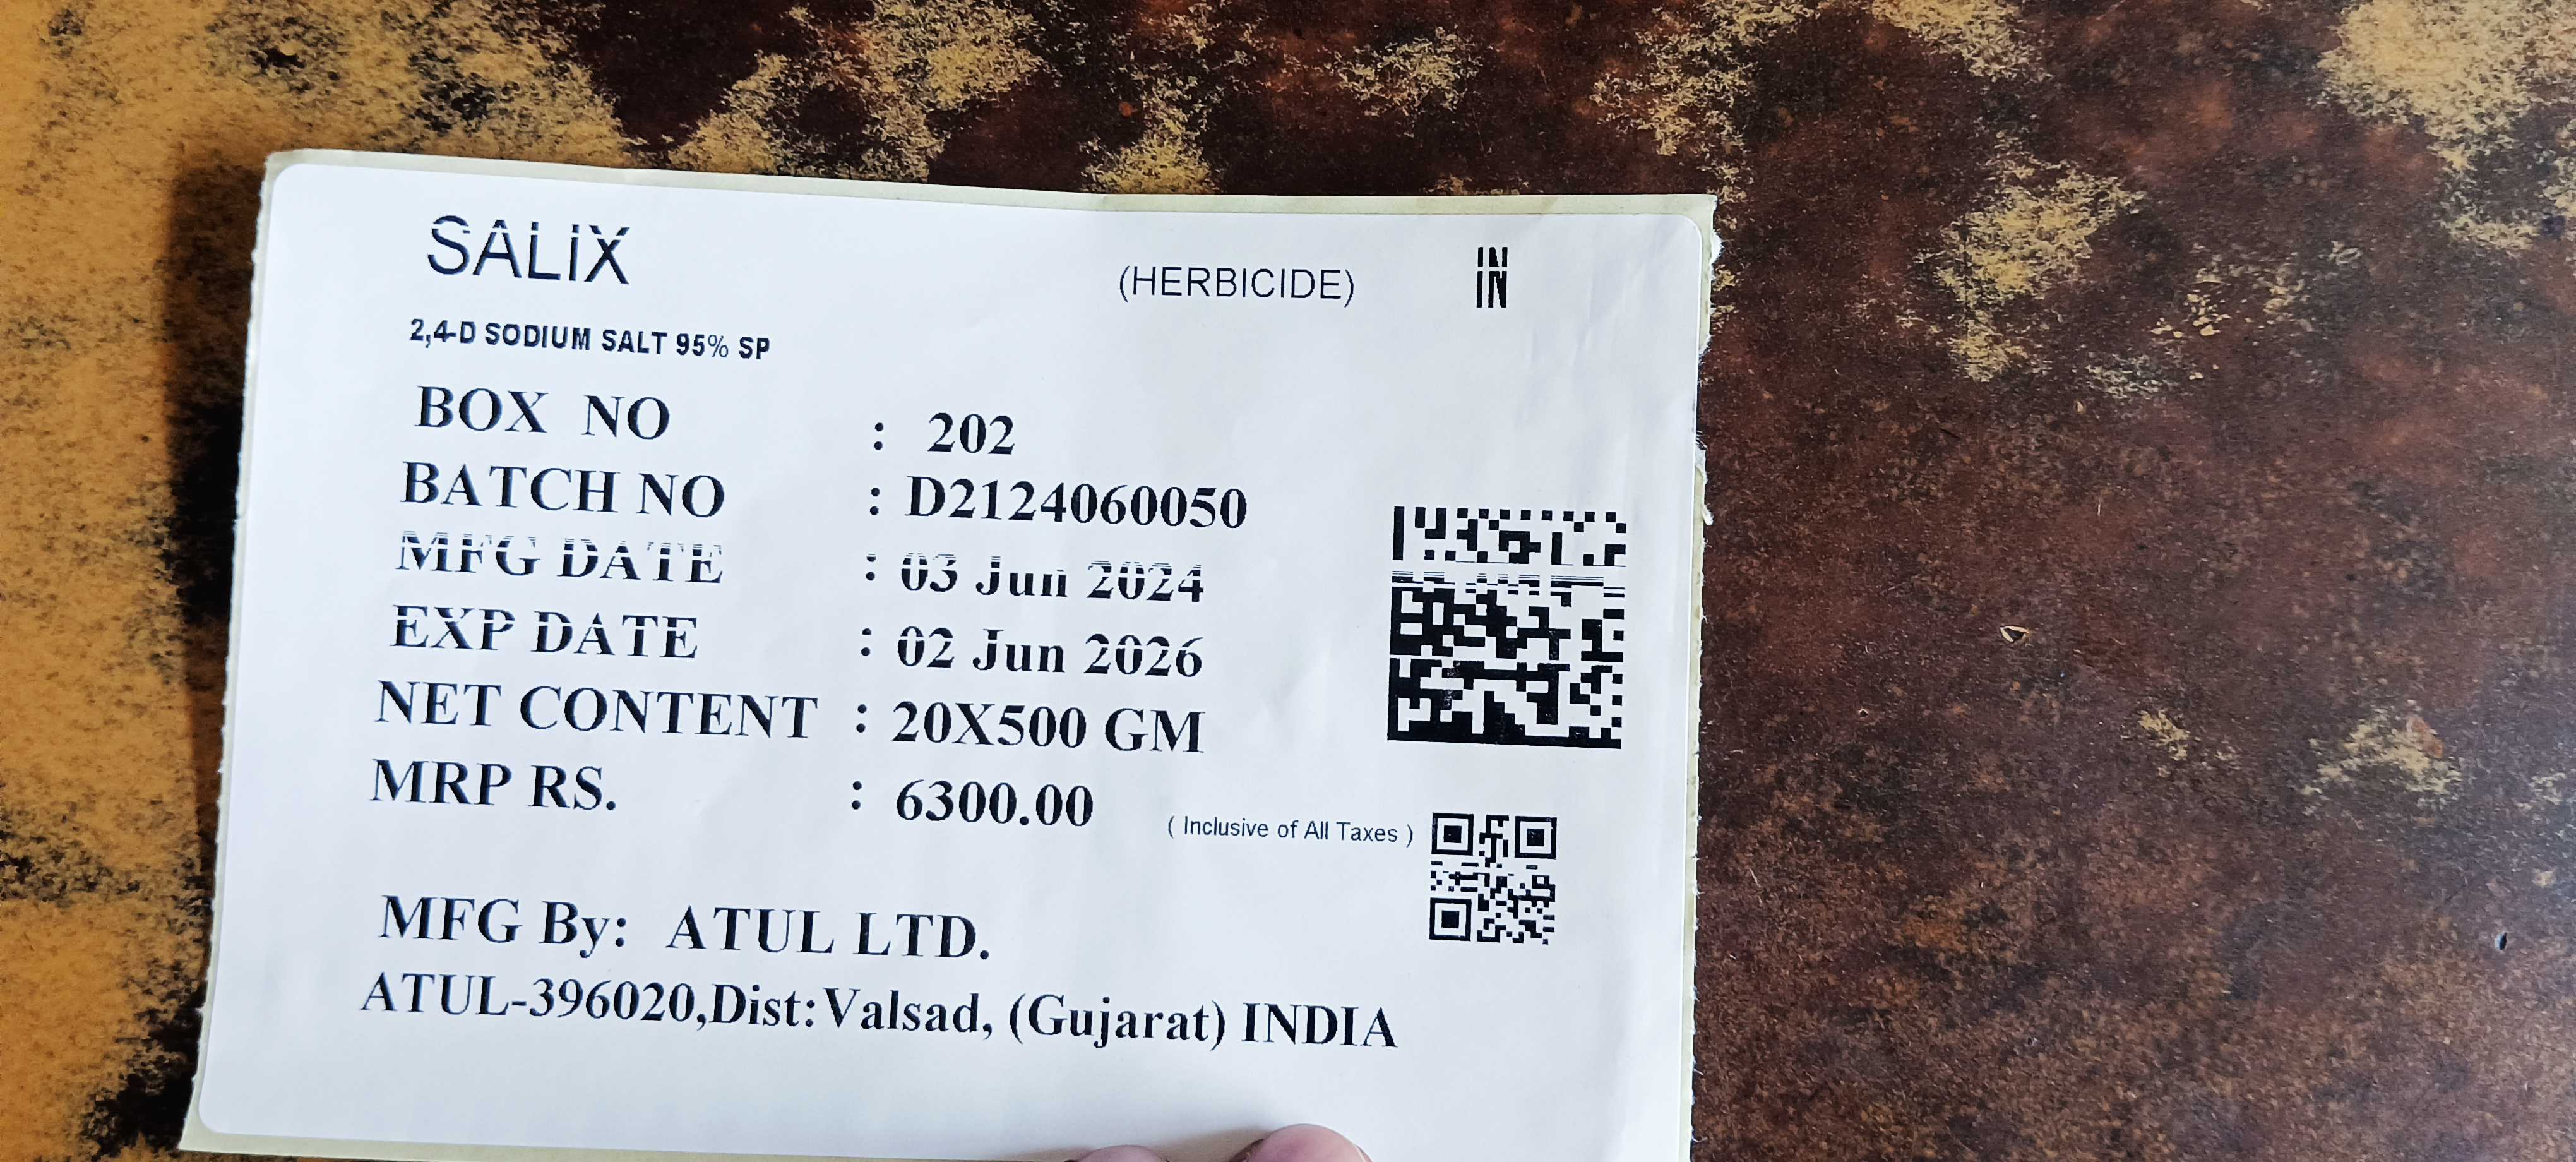 SALIX
(HERBICIDE)
IN
2,4-D SODIUM SALT 95% SP
BOX NO : 202
BATCH NO : D2124060050
MFG DATE : 03 Jun 2024
EXP DATE : 02 Jun 2026
NET CONTENT : 20X500 GM
MRP RS. : 6300.00 ( Inclusive of All Taxes )
MFG By: ATUL LTD.
ATUL-396020,Dist:Valsad, (Gujarat) INDIA